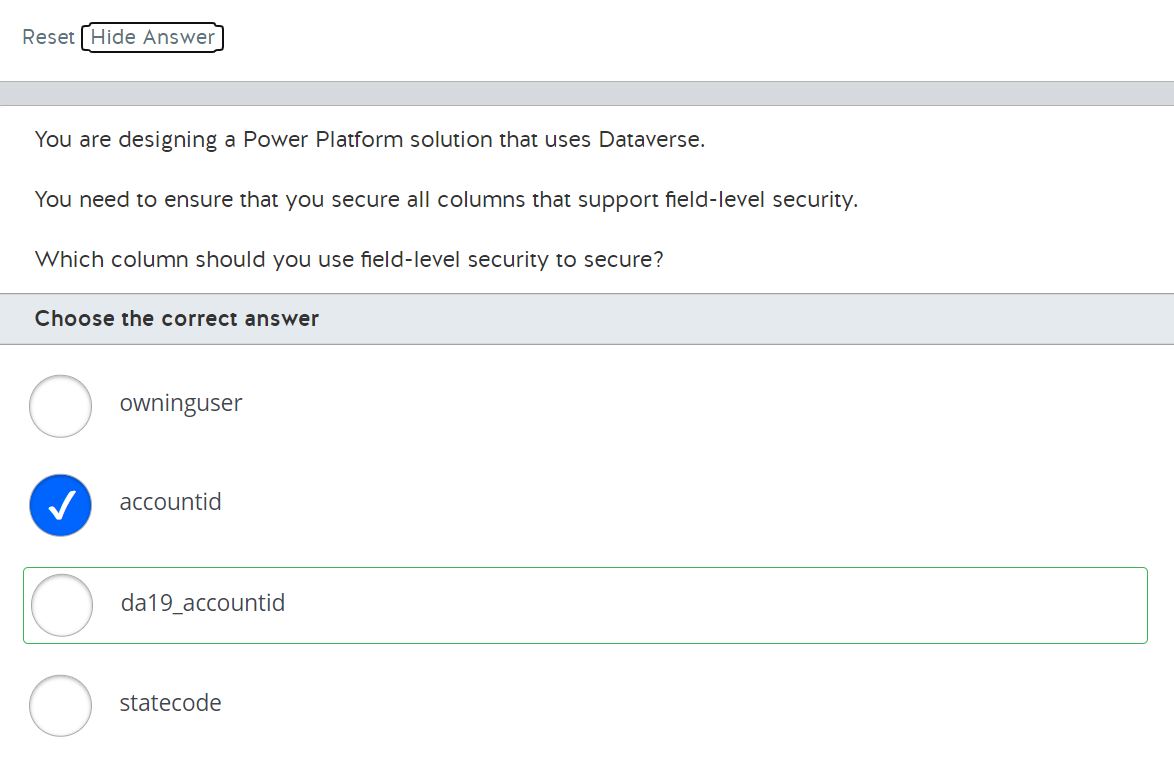 Reset Hide Answer
You are designing a Power Platform solution that uses Dataverse.
You need to ensure that you secure all columns that support field-level security.
Which column should you use field-level security to secure?
Choose the correct answer
owninguser
accountid
da19_accountid
statecode